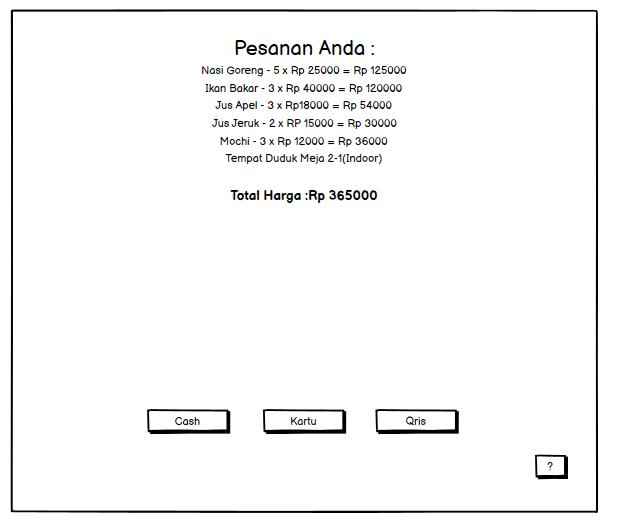 Pesanan Anda :
Nasi Goreng - 5 x Rp 25000 = Rp 125000
Ikan Bakar - 3 x Rp 40000 = Rp 120000
Jus Apel - 3 x Rp18000 = Rp 54000
Jus Jeruk - 2 x RP 15000 = Rp 30000
Mochi - 3 x Rp 12000 = Rp 36000
Tempat Duduk Meja 2-1(Indoor)
Total Harga :Rp 365000
Cash Kartu Qris
?